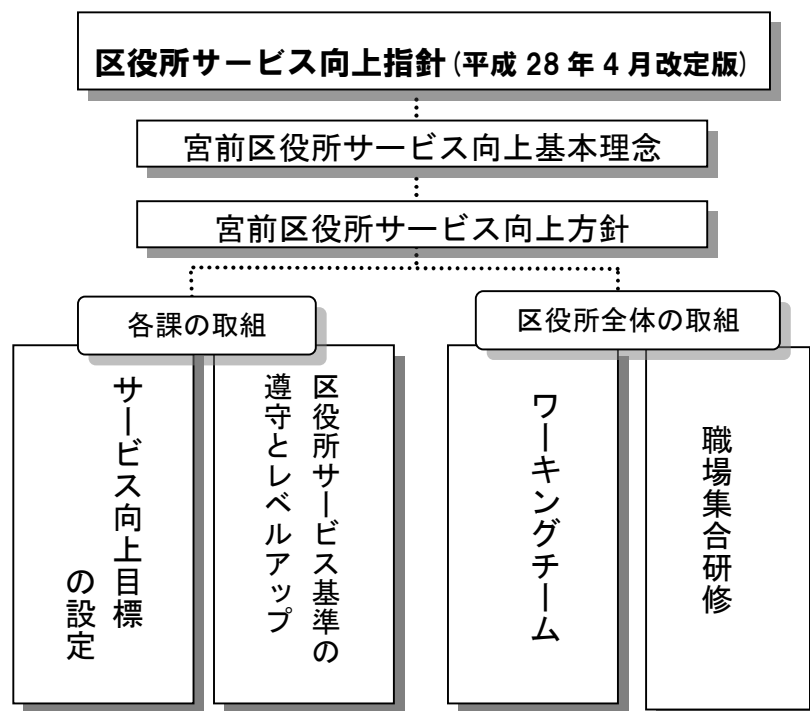 区役所サービス向上指針(平成 28 年 4 月改定版)
宮前区役所サービス向上基本理念
宮前区役所サービス向上方針
各課の取組
サービス向上目標
の設定
区役所サービス基準の
遵守とレベルアップ
区役所全体の取組
ワーキングチーム
職場集合研修